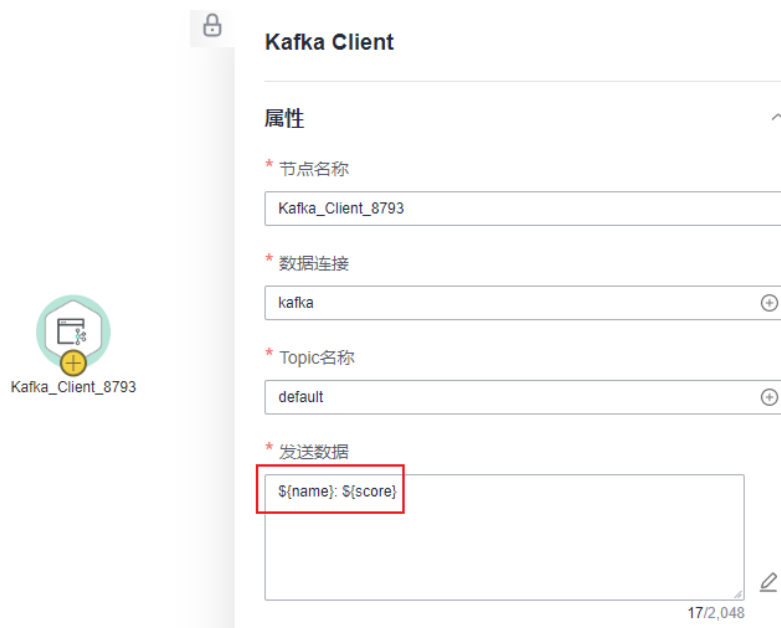 Kafka Client
属性
* 节点名称
Kafka_Client_8793
* 数据连接
kafka
Kafka_Client_8793
* Topic名称
default
* 发送数据
${name}: ${score}
17/2,048